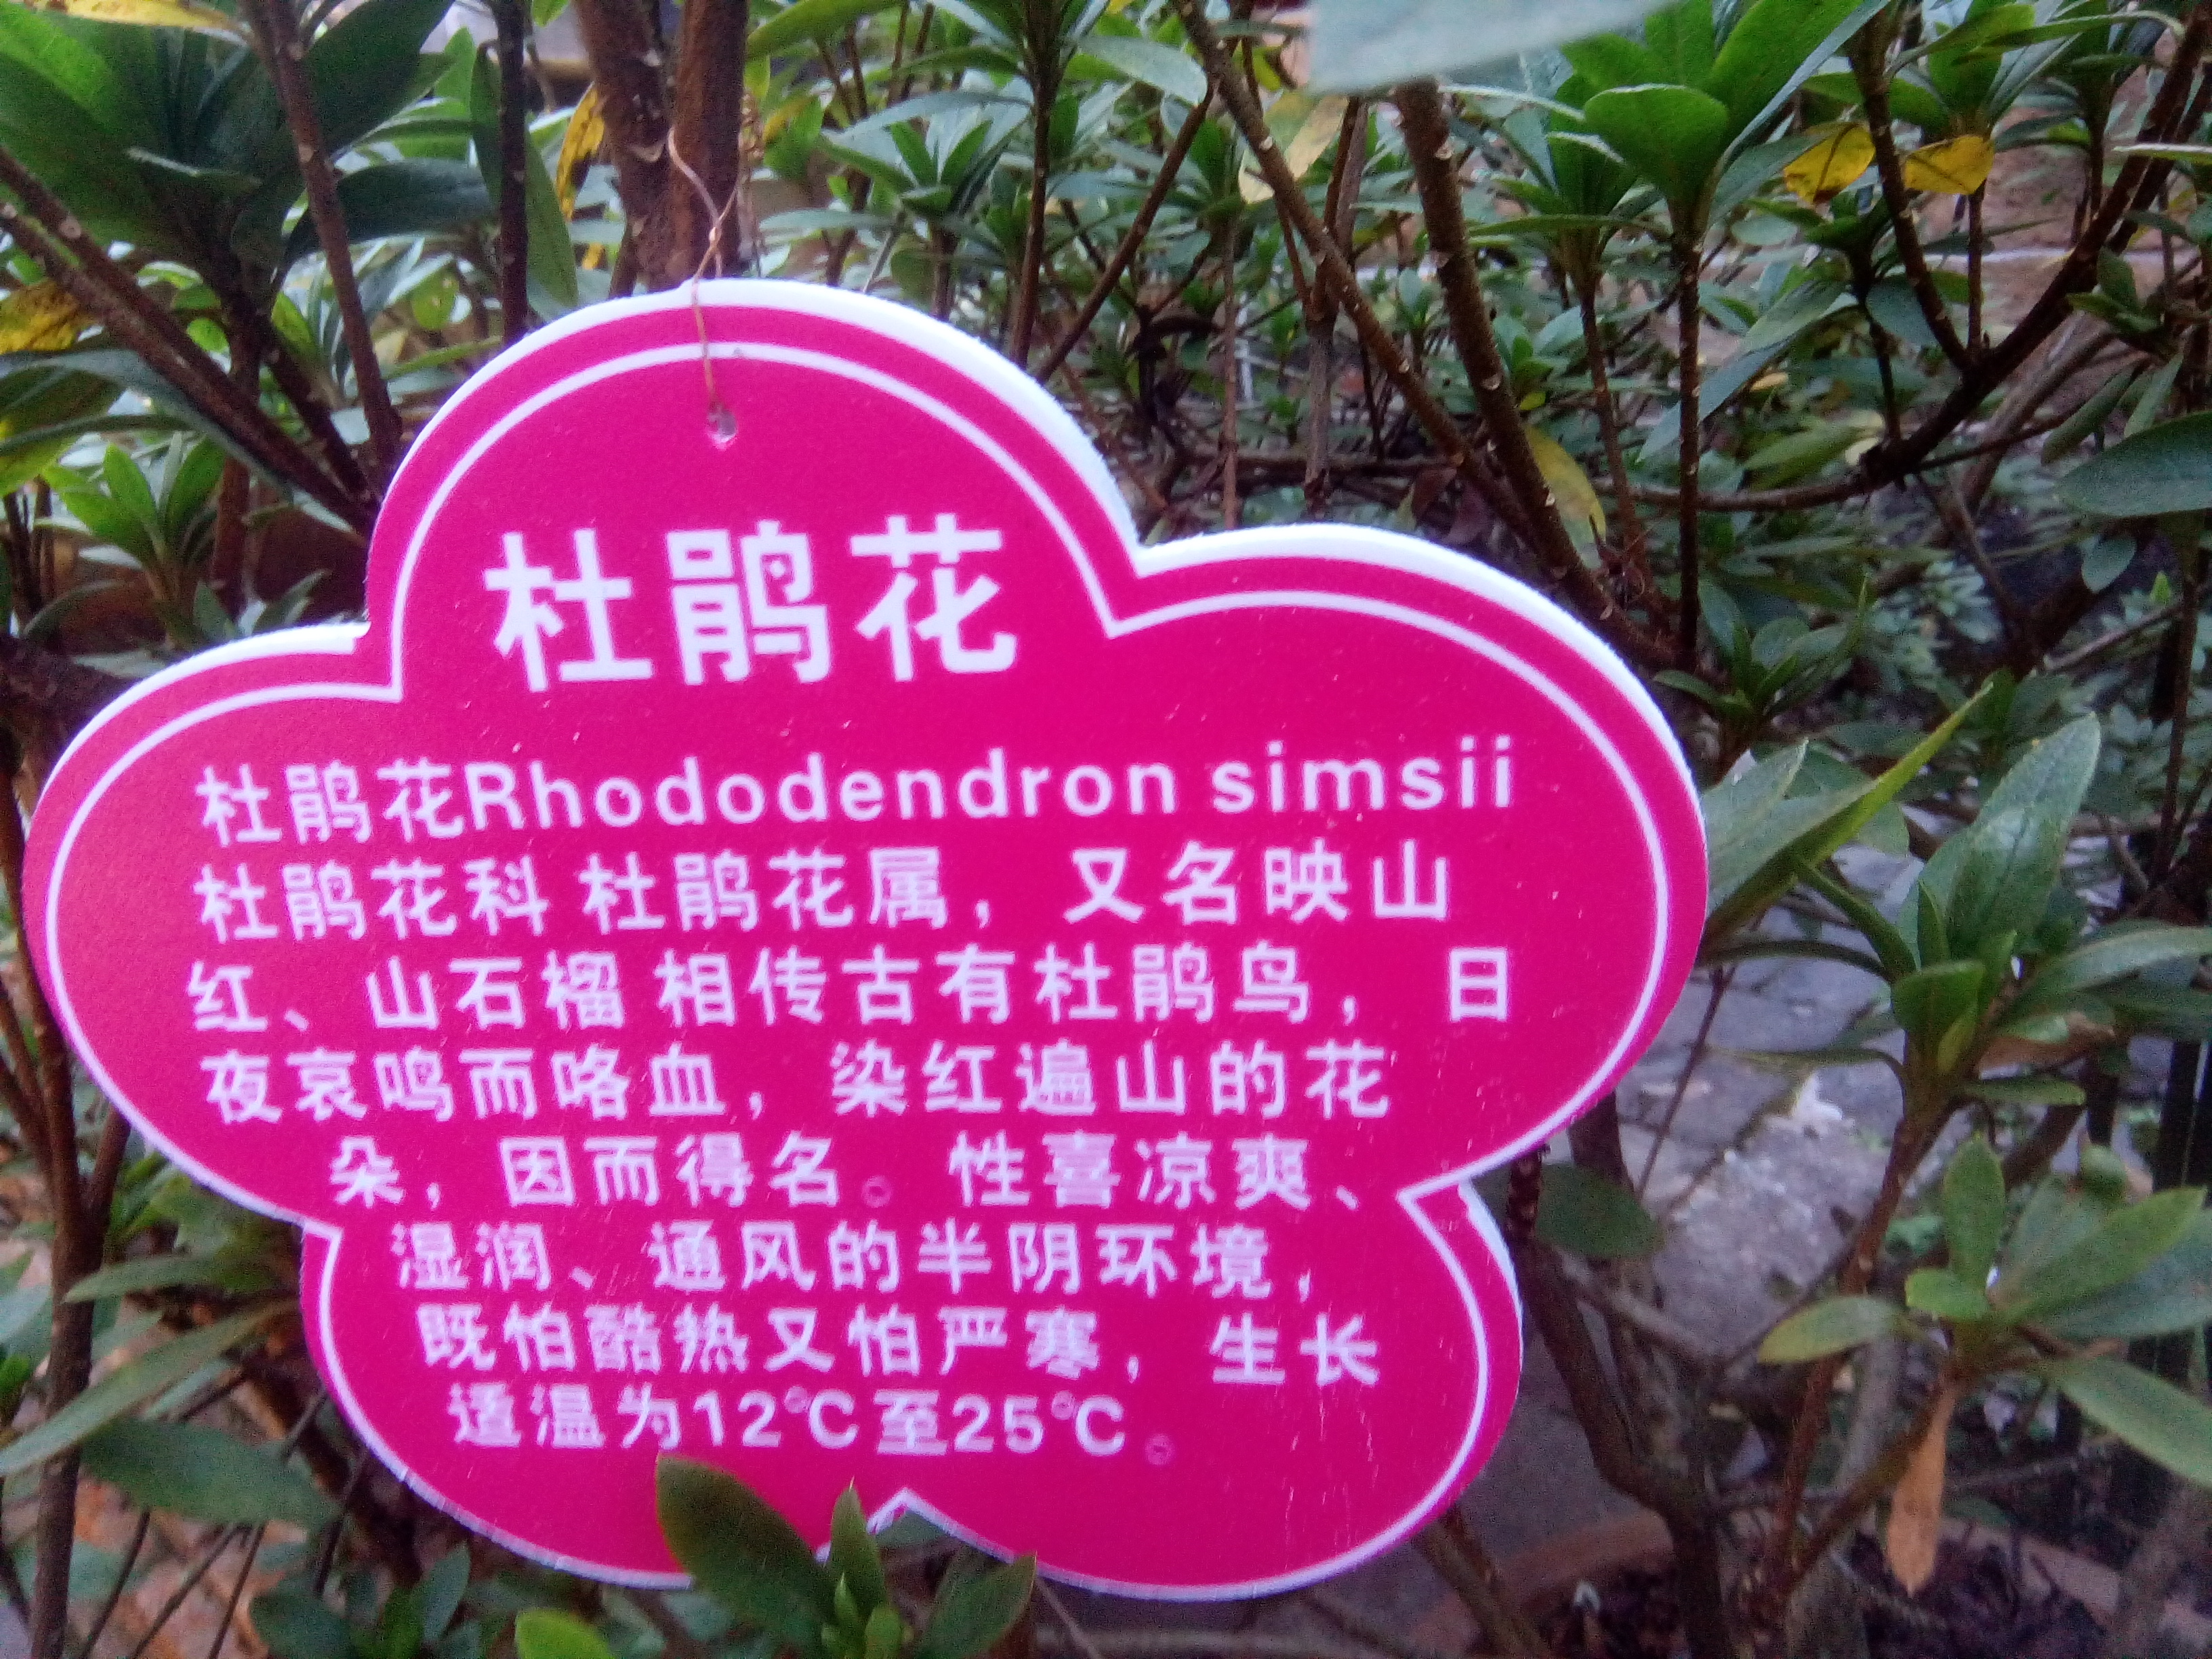 杜鹃花
杜鹃花Rhododendron simsii
杜鹃花科 杜鹃花属，又名映山
红、山石榴 相传古有杜鹃鸟，日
夜哀鸣而咯血，染红遍山的花
朵，因而得名。性喜凉爽、
湿润、通风的半阴环境，
既怕酷热又怕严寒，生长
适温为12℃至25℃。